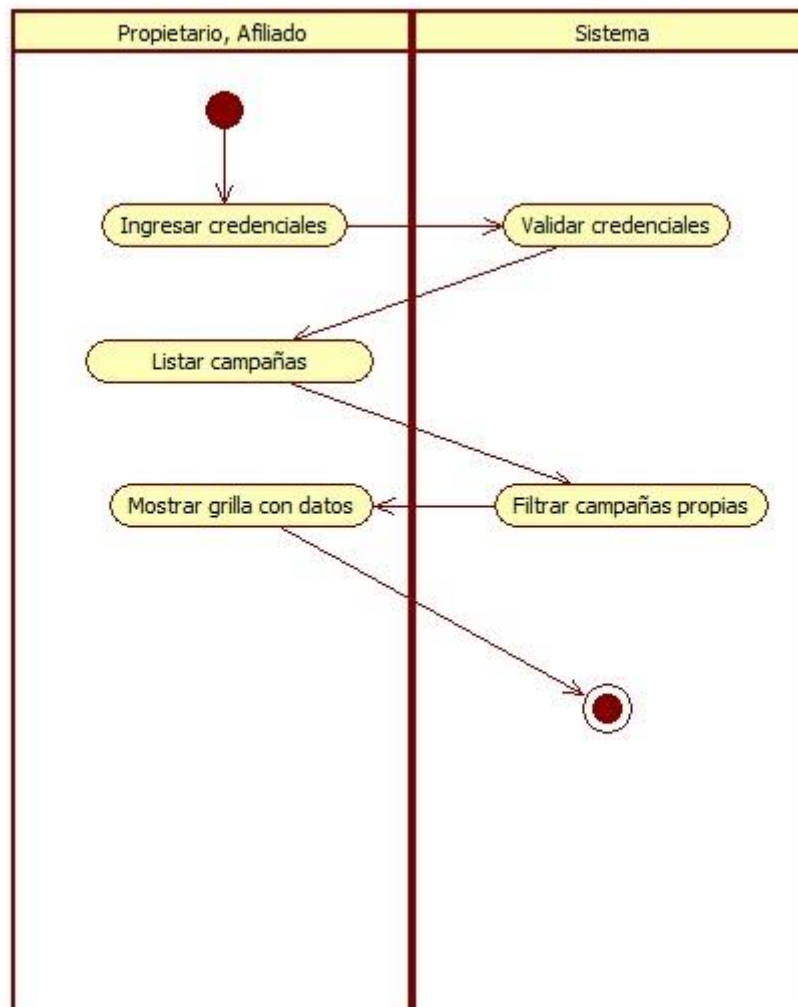 Propietario, Afiliado
Sistema
Ingresar credenciales
Validar credenciales
Listar campañas
Mostrar grilla con datos
Filtrar campañas propias